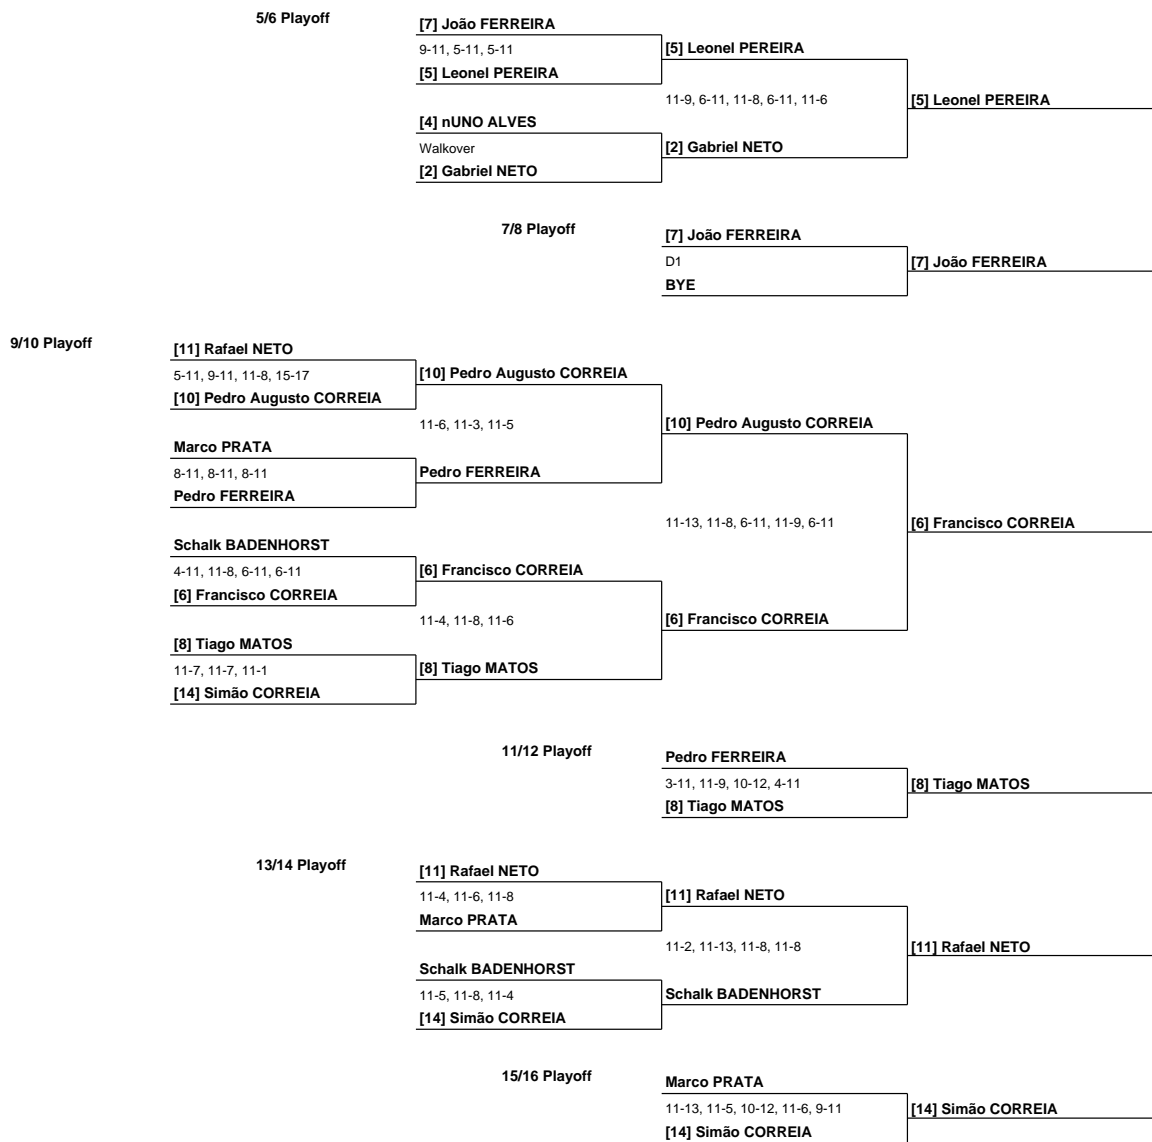 5/6 Playoff
[7] João FERREIRA
9-11, 5-11, 5-11
[5] Leonel PEREIRA
[5] Leonel PEREIRA
11-9, 6-11, 11-8, 6-11, 11-6
[5] Leonel PEREIRA
[4] nUNO ALVES
Walkover
[2] Gabriel NETO
[2] Gabriel NETO
7/8 Playoff
[7] João FERREIRA
D1
[7] João FERREIRA
BYE
9/10 Playoff
[11] Rafael NETO
5-11, 9-11, 11-8, 15-17
[10] Pedro Augusto CORREIA
[10] Pedro Augusto CORREIA
11-6, 11-3, 11-5
[10] Pedro Augusto CORREIA
Marco PRATA
8-11, 8-11, 8-11
Pedro FERREIRA
Pedro FERREIRA
11-13, 11-8, 6-11, 11-9, 6-11
[6] Francisco CORREIA
Schalk BADENHORST
4-11, 11-8, 6-11, 6-11
[6] Francisco CORREIA
[6] Francisco CORREIA
11-4, 11-8, 11-6
[6] Francisco CORREIA
[8] Tiago MATOS
11-7, 11-7, 11-1
[8] Tiago MATOS
[14] Simão CORREIA
11/12 Playoff
Pedro FERREIRA
3-11, 11-9, 10-12, 4-11
[8] Tiago MATOS
[8] Tiago MATOS
13/14 Playoff
[11] Rafael NETO
11-4, 11-6, 11-8
[11] Rafael NETO
Marco PRATA
11-2, 11-13, 11-8, 11-8
[11] Rafael NETO
Schalk BADENHORST
11-5, 11-8, 11-4
Schalk BADENHORST
[14] Simão CORREIA
15/16 Playoff
Marco PRATA
11-13, 11-5, 10-12, 11-6, 9-11
[14] Simão CORREIA
[14] Simão CORREIA